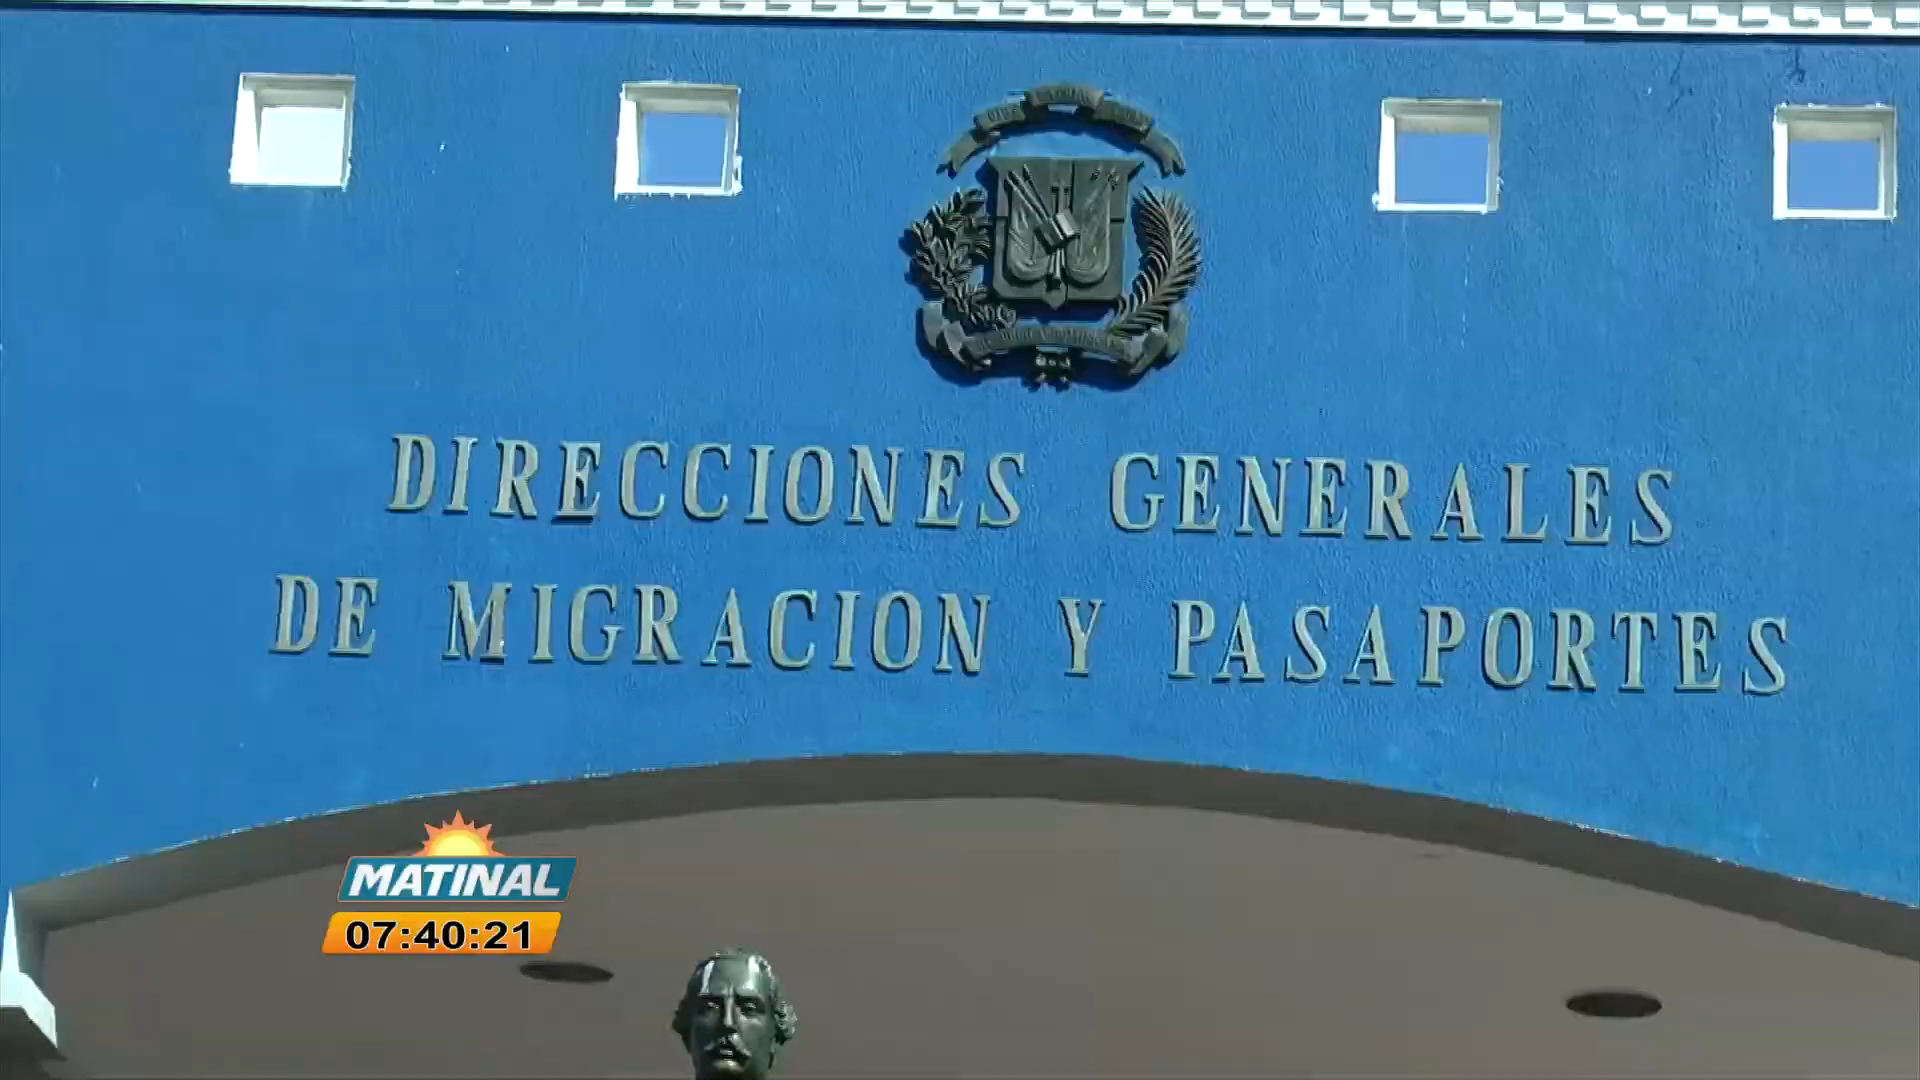 DIRECCIONES GENERALES
DE MIGRACION Y PASAPORTES
MATINAL
07:40:21